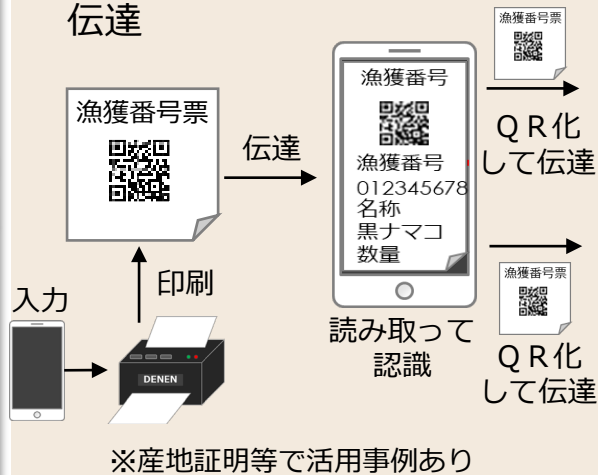 伝達
漁獲番号票
漁獲番号票
伝達
漁獲番号
漁獲番号
012345678
名称
黒ナマコ
数量
ＱＲ化
して伝達
入力
印刷
DENEN
読み取って
認識
漁獲番号票
ＱＲ化
して伝達
※産地証明等で活用事例あり